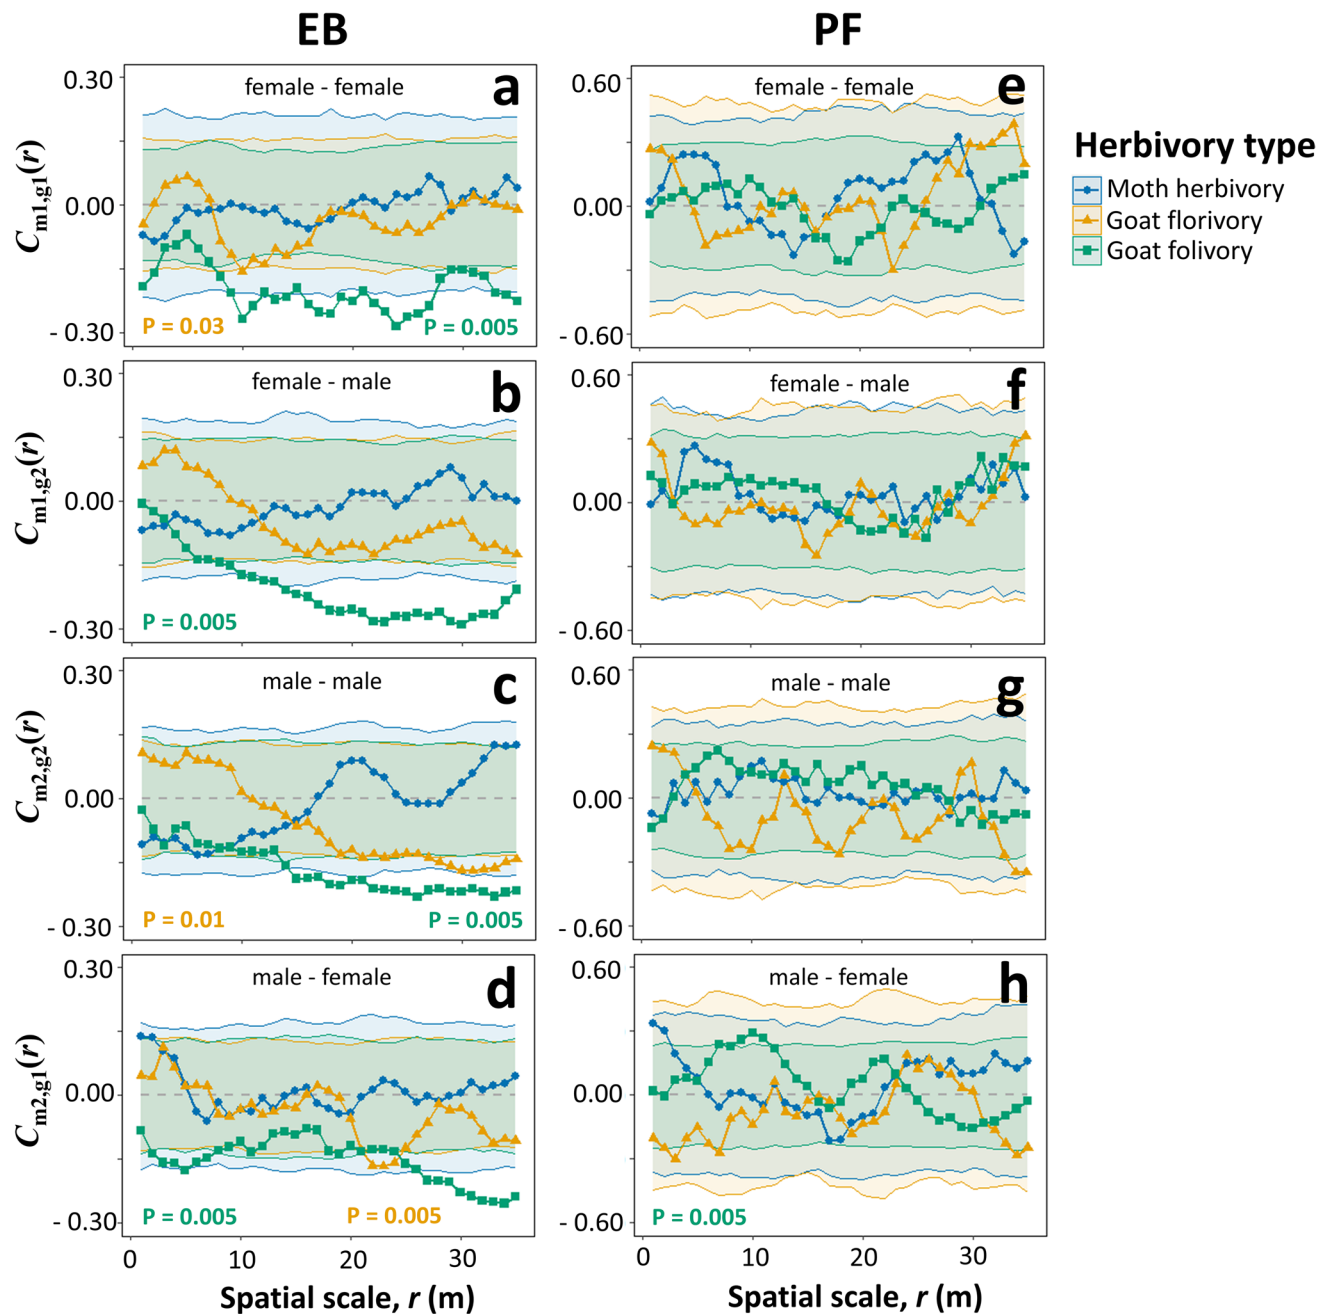 EB
PF
Herbivory type
Moth herbivory
Goat florivory
Goat folivory
female - female
a
0.30
0.00
- 0.30
Cm1,g1(r)
P = 0.03
P = 0.005
female - female
e
0.60
0.00
- 0.60
female - male
b
0.30
0.00
- 0.30
Cm1,g2(r)
P = 0.005
female - male
f
0.60
0.00
- 0.60
male - male
c
0.30
0.00
- 0.30
Cm2,g2(r)
P = 0.01
P = 0.005
male - male
g
0.60
0.00
- 0.60
male - female
d
0.30
0.00
- 0.30
Cm2,g1(r)
P = 0.005
P = 0.005
0 10 20 30
Spatial scale, r (m)
male - female
h
0.60
0.00
- 0.60
P = 0.005
0 10 20 30
Spatial scale, r (m)